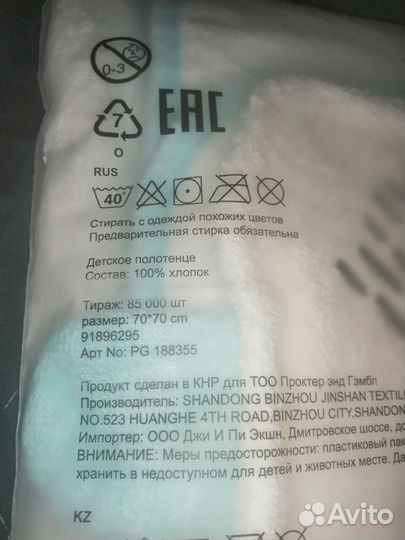 0-3
7
O
EAC
RUS
40°
Стирать с одеждой похожих цветов
Предварительная стирка обязательна
Детское полотенце
Состав: 100% хлопок
Тираж: 85 000 шт
размер: 70*70 cm
91896295
Арт No: PG 188355
Продукт сделан в КНР для ТОО Проктер энд Гэмбл
Производитель: SHANDONG BINZHOU JINSHAN TEXTIL
NO.523 HUANGHE 4TH ROAD,BINZHOU CITY,SHANDON
Импортер: ООО Джи И Пи Экшн, Дмитровское шоссе, до
ВНИМАНИЕ: Меры предосторожности: пластиковый пак
хранить в недоступном для детей и животных месте. Да
KZ
Avito